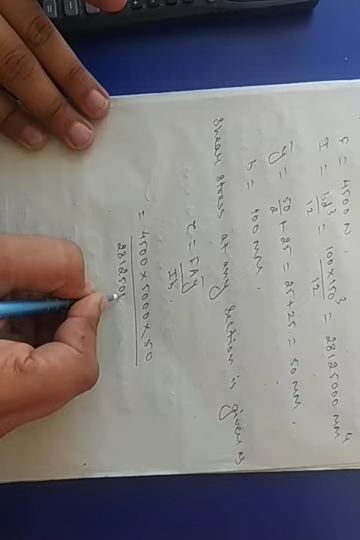 F = 4500 N.
I = bd³/12 = 100×150³/12 = 28125000 mm⁴
ȳ = 50/2 + 25 = 25 + 25 = 50 mm.
b = 100 mm.
Shear stress at any section is given as
τ = FAȳ/Ib.
= 4500 × 5000 × 50
2812500